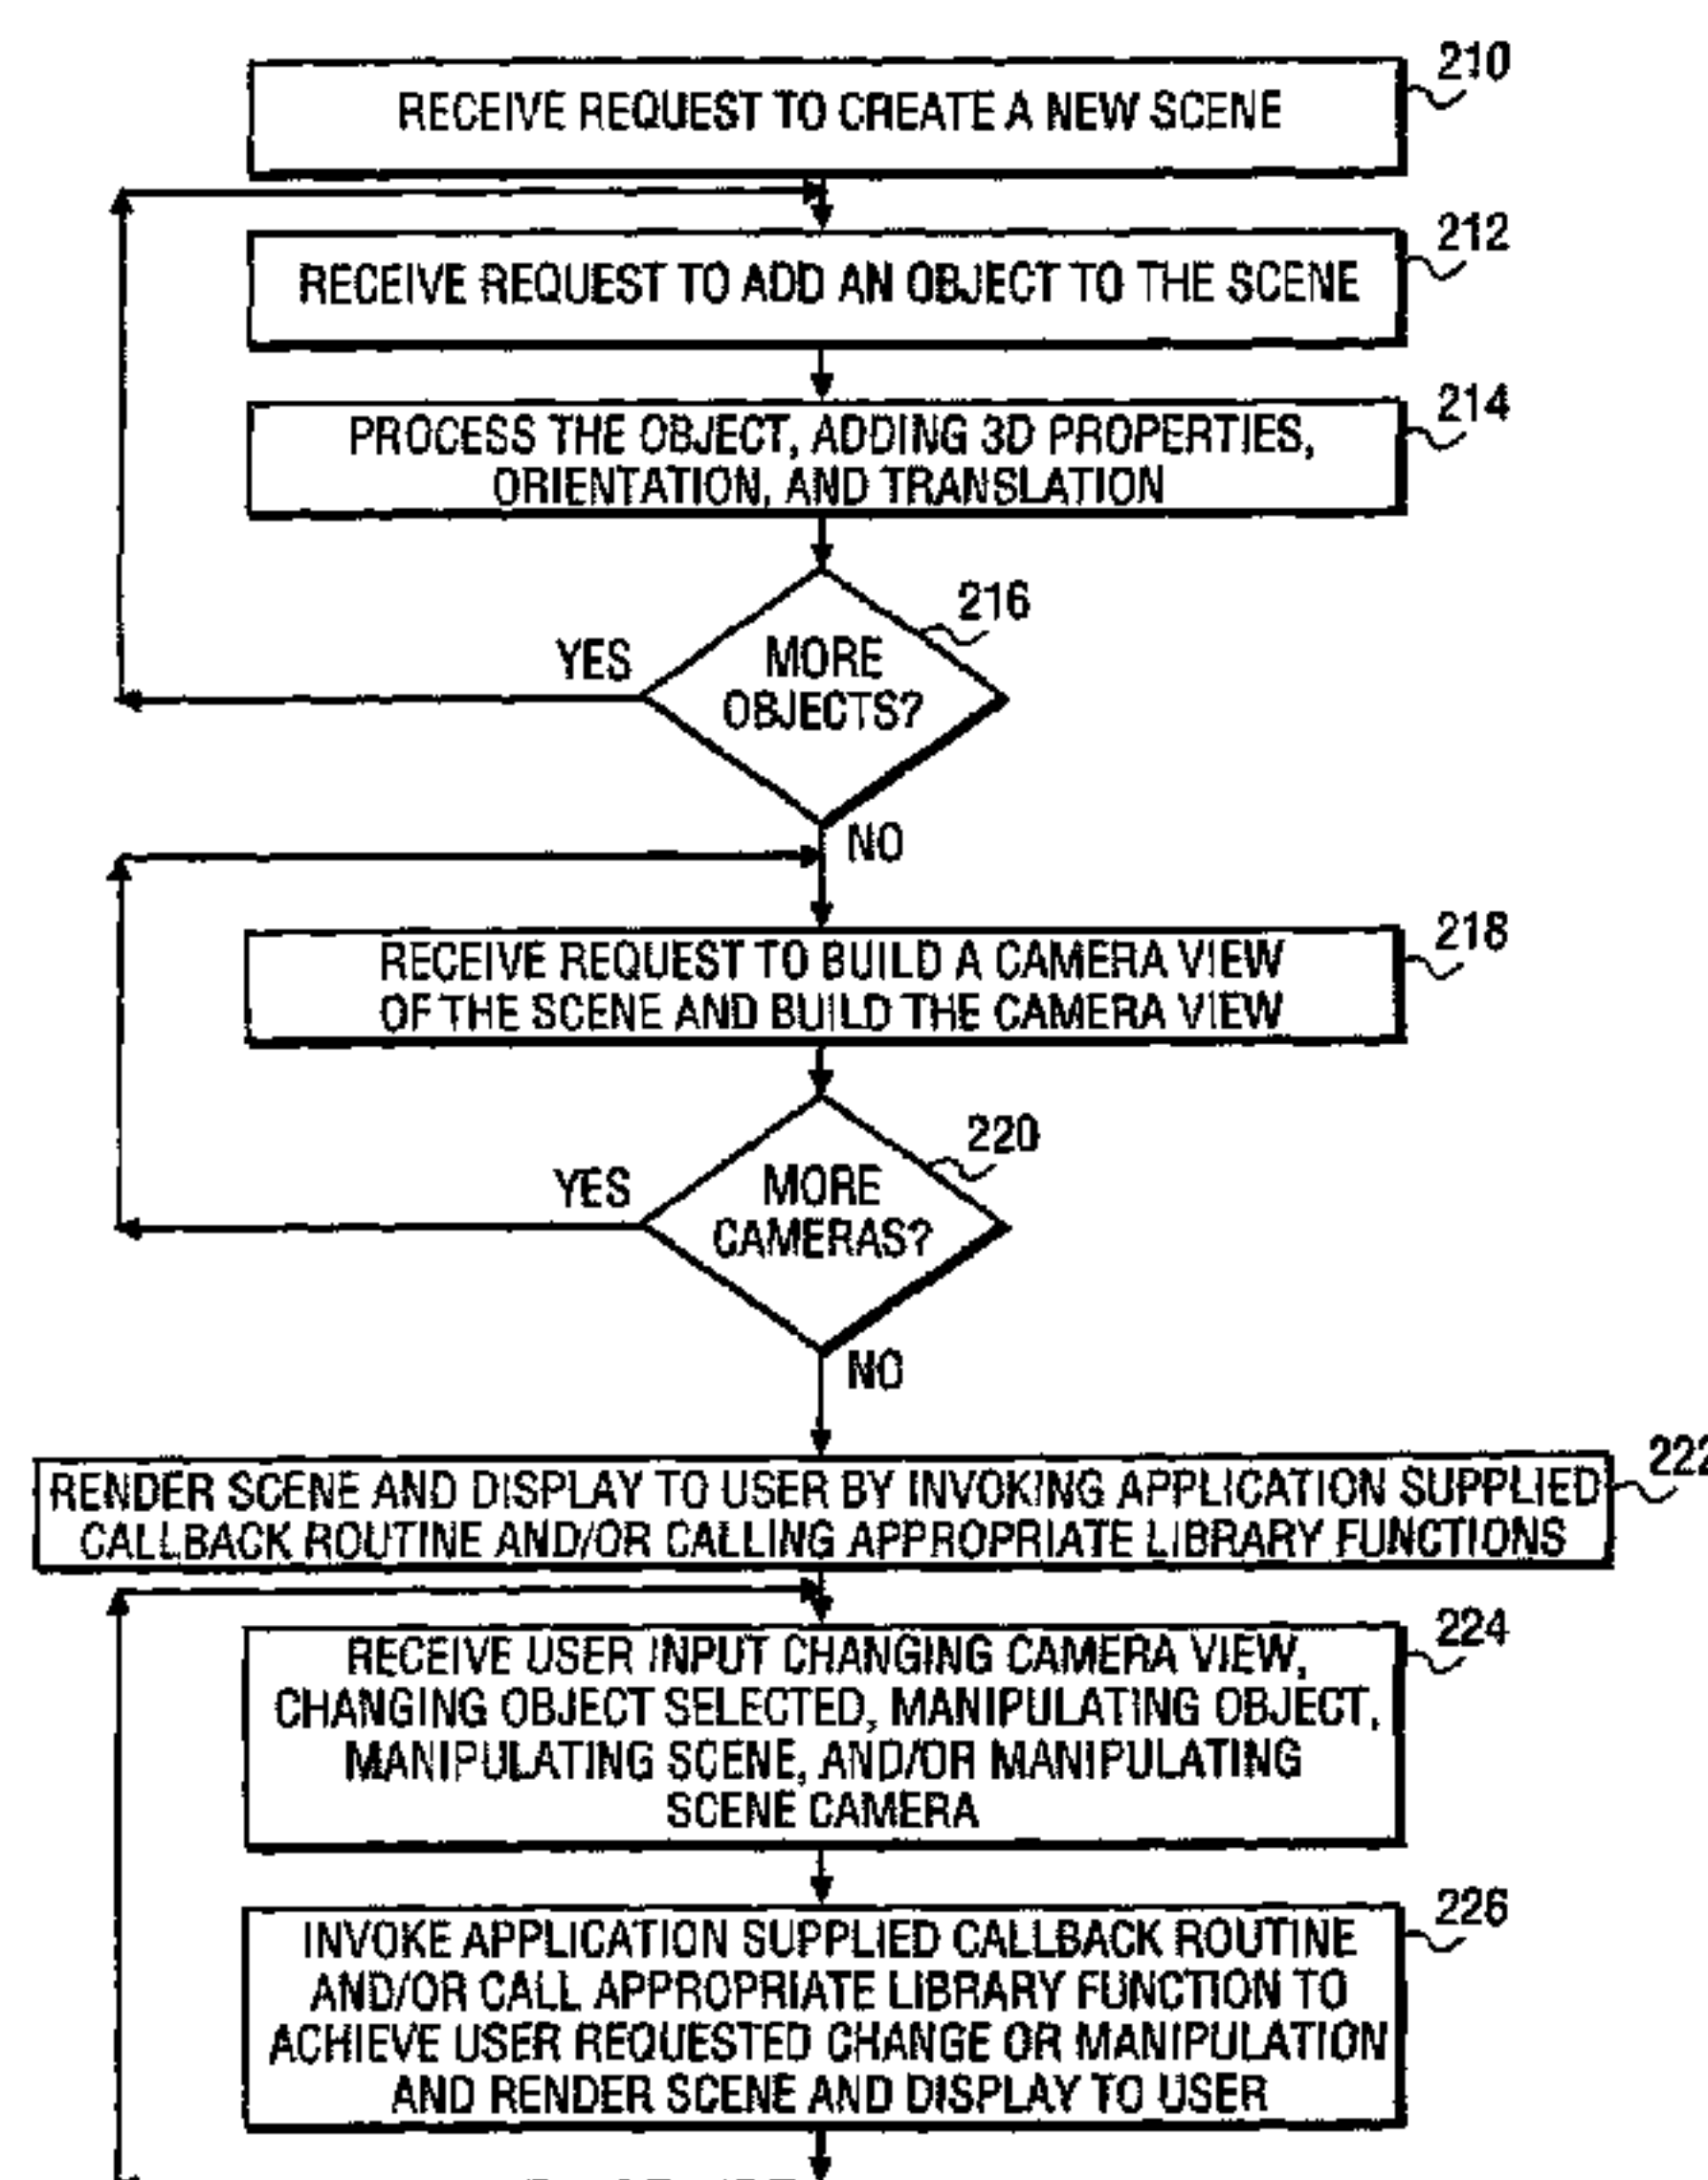 210
RECEIVE REQUEST TO CREATE A NEW SCENE
212
RECEIVE REQUEST TO ADD AN OBJECT TO THE SCENE
214
PROCESS THE OBJECT, ADDING 3D PROPERTIES,
ORIENTATION, AND TRANSLATION
216
YES
MORE
OBJECTS?
NO
218
RECEIVE REQUEST TO BUILD A CAMERA VIEW
OF THE SCENE AND BUILD THE CAMERA VIEW
220
YES
MORE
CAMERAS?
NO
222
RENDER SCENE AND DISPLAY TO USER BY INVOKING APPLICATION SUPPLIED
CALLBACK ROUTINE AND/OR CALLING APPROPRIATE LIBRARY FUNCTIONS
224
RECEIVE USER INPUT CHANGING CAMERA VIEW,
CHANGING OBJECT SELECTED, MANIPULATING OBJECT,
MANIPULATING SCENE, AND/OR MANIPULATING
SCENE CAMERA
226
INVOKE APPLICATION SUPPLIED CALLBACK ROUTINE
AND/OR CALL APPROPRIATE LIBRARY FUNCTION TO
ACHIEVE USER REQUESTED CHANGE OR MANIPULATION
AND RENDER SCENE AND DISPLAY TO USER